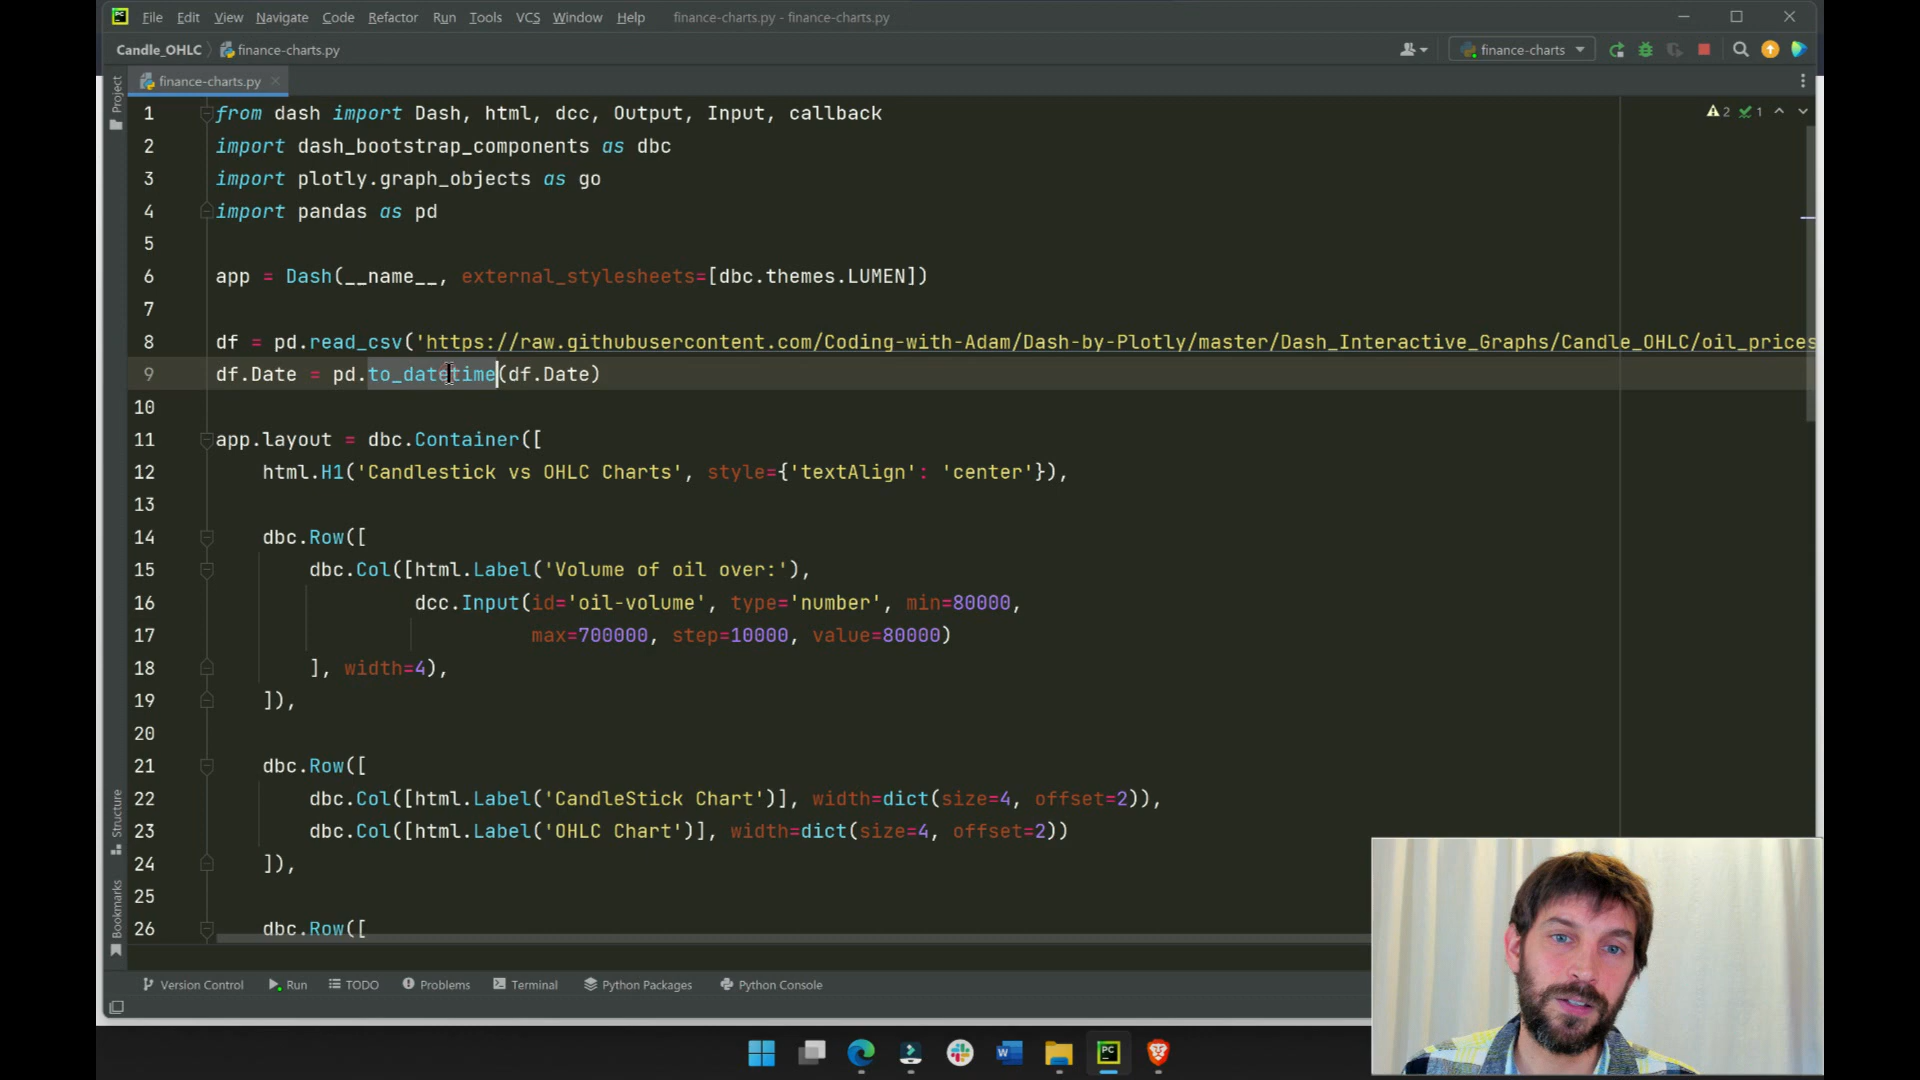 File Edit View Navigate Code Refactor Run Tools VCS Window Help finance-charts.py - finance-charts.py
Candle_OHLC finance-charts.py finance-charts
finance-charts.py
Project
1 from dash import Dash, html, dcc, Output, Input, callback
2 import dash_bootstrap_components as dbc
3 import plotly.graph_objects as go
4 import pandas as pd
5
6 app = Dash(__name__, external_stylesheets=[dbc.themes.LUMEN])
7
8 df = pd.read_csv('https://raw.githubusercontent.com/Coding-with-Adam/Dash-by-Plotly/master/Dash_Interactive_Graphs/Candle_OHLC/oil_prices
9 df.Date = pd.to_datetime(df.Date)
10
11 app.layout = dbc.Container([
12 html.H1('Candlestick vs OHLC Charts', style={'textAlign': 'center'}),
13
14 dbc.Row([
15 dbc.Col([html.Label('Volume of oil over:'),
16 dcc.Input(id='oil-volume', type='number', min=80000,
17 max=700000, step=10000, value=80000)
18 ], width=4),
19 ]),
20
21 dbc.Row([
22 dbc.Col([html.Label('CandleStick Chart')], width=dict(size=4, offset=2)),
23 dbc.Col([html.Label('OHLC Chart')], width=dict(size=4, offset=2))
24 ]),
25
26 dbc.Row([
2 1
Structure
Bookmarks
Version Control Run TODO Problems Terminal Python Packages Python Console
PC
W
PC